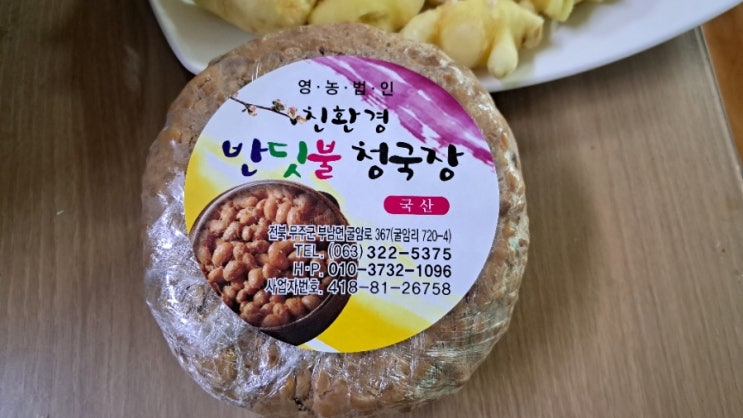 영·농·법·인
친환경
반딧불 청국장
국산
전북 무주군 부남면 굴암로 367(굴암리 720-4)
TEL. (063) 322-5375
H·P. 010-3732-1096
사업자번호. 418-81-26758